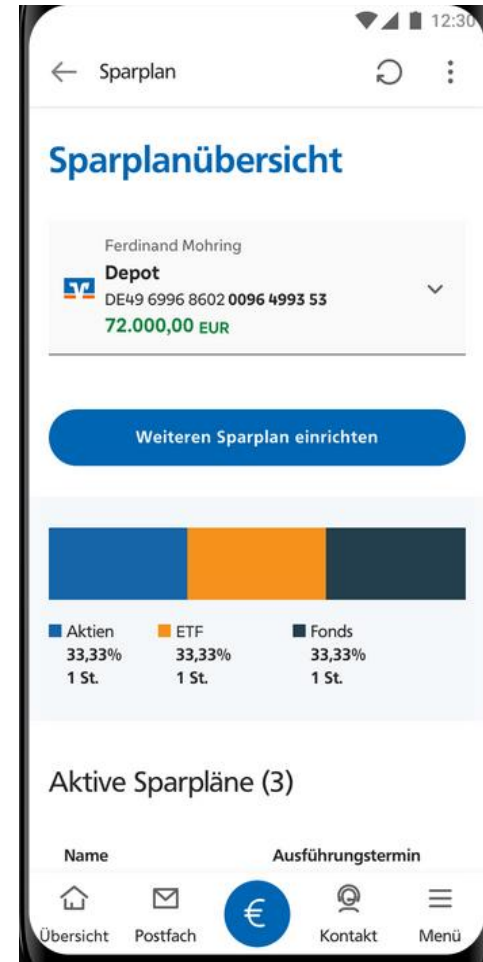 12:30
Sparplan
Sparplanübersicht
Ferdinand Mohring
Depot
DE49 6996 8602 0096 4993 53
72.000,00 EUR
Weiteren Sparplan einrichten
Aktien ETF Fonds
33,33% 33,33% 33,33%
1 St. 1 St. 1 St.
Aktive Sparpläne (3)
Name Ausführungstermin
€
Übersicht Postfach Kontakt Menü